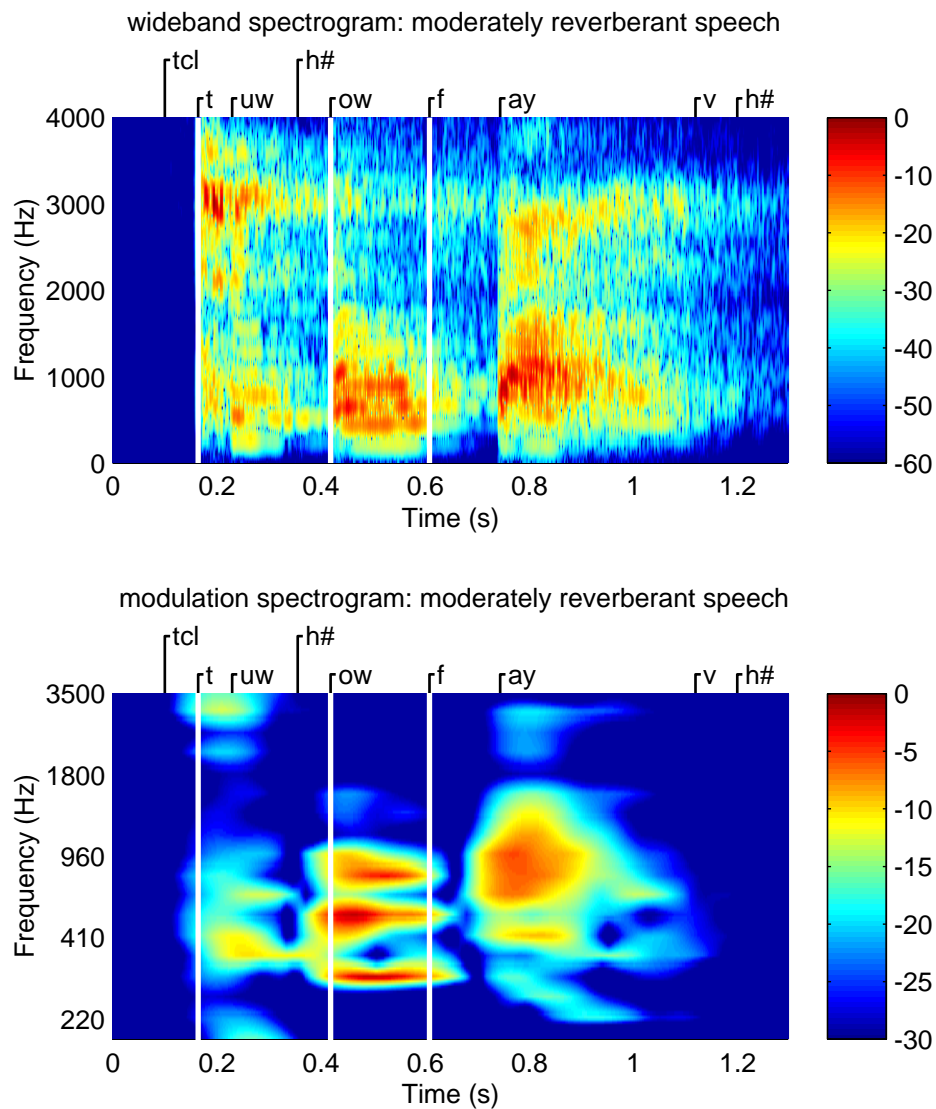 wideband spectrogram: moderately reverberant speech
tcl h#
t uw ow f ay v h#
4000
3000
2000
1000
0
Frequency (Hz)
0 0.2 0.4 0.6 0.8 1 1.2
Time (s)
0
-10
-20
-30
-40
-50
-60
modulation spectrogram: moderately reverberant speech
tcl h#
t uw ow f ay v h#
3500
1800
960
410
220
Frequency (Hz)
0 0.2 0.4 0.6 0.8 1 1.2
Time (s)
0
-5
-10
-15
-20
-25
-30